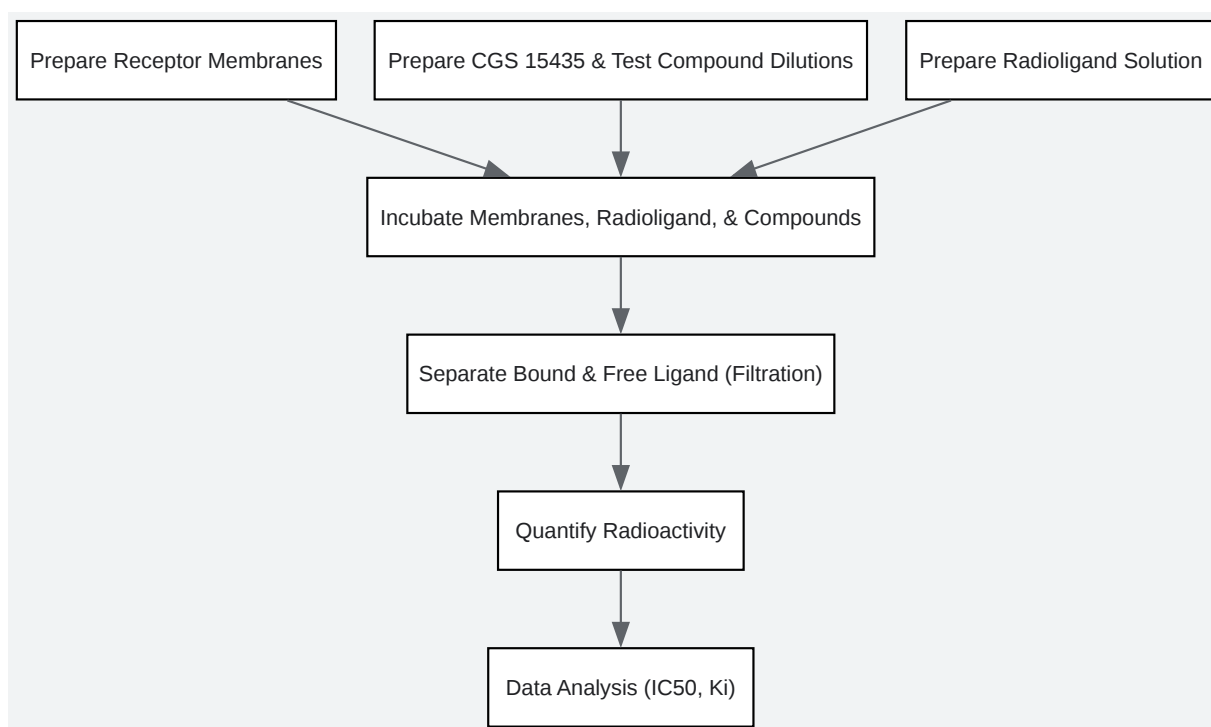 Prepare Receptor Membranes
Prepare CGS 15435 & Test Compound Dilutions
Prepare Radioligand Solution
Incubate Membranes, Radioligand, & Compounds
Separate Bound & Free Ligand (Filtration)
Quantify Radioactivity
Data Analysis (IC50, Ki)